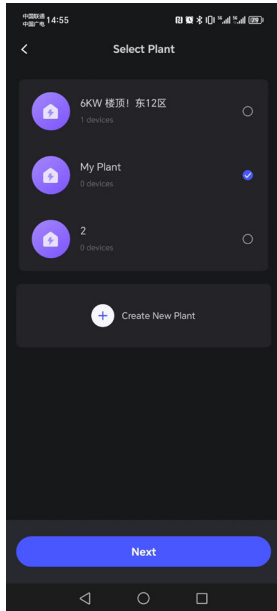 中国联通
中国广电 14:55
Select Plant
6KW 楼顶！东12区
1 devices
My Plant
0 devices
2
0 devices
Create New Plant
Next